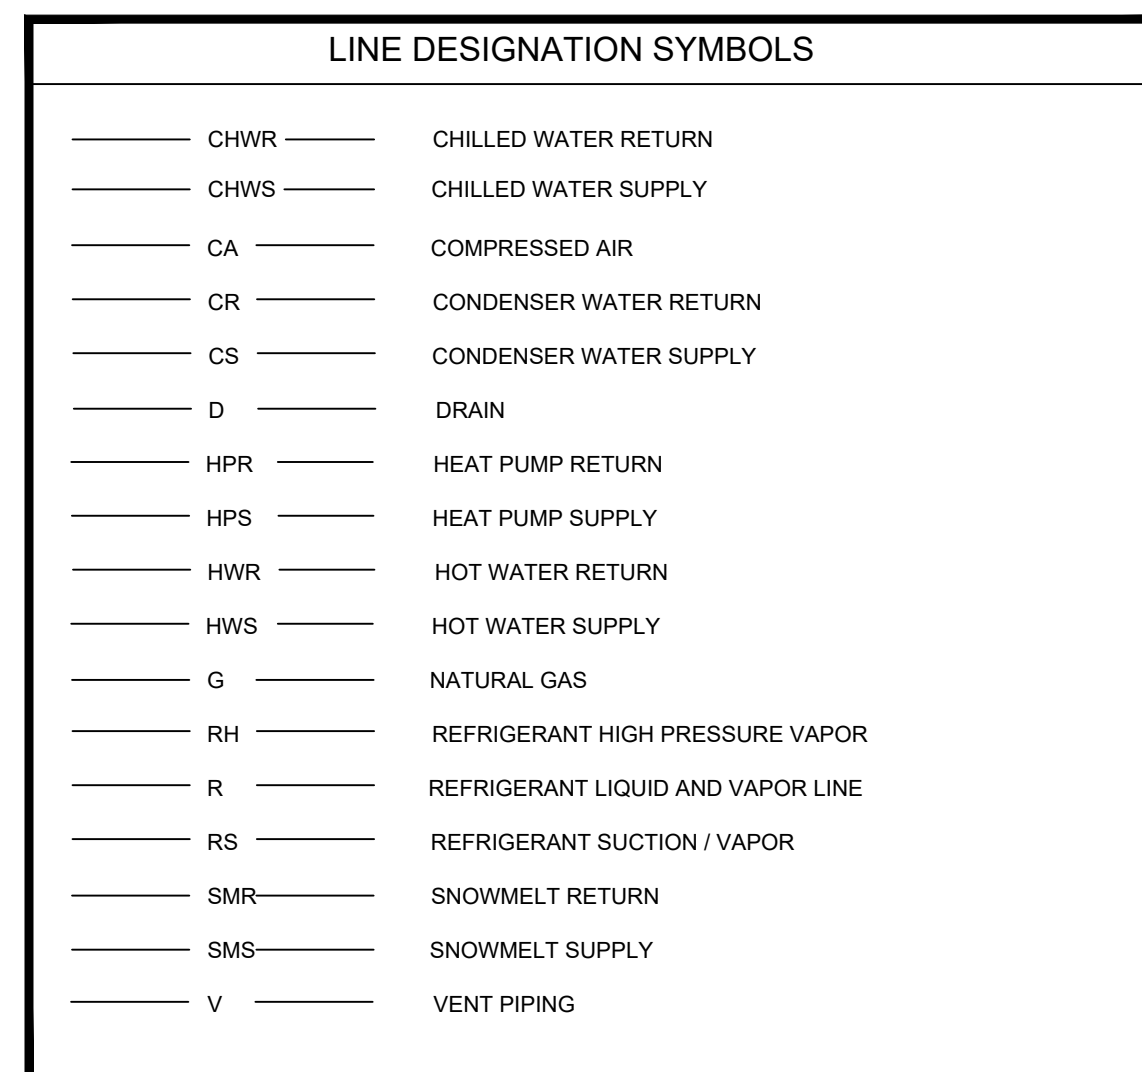 LINE DESIGNATION SYMBOLS
CHWR CHILLED WATER RETURN
CHWS CHILLED WATER SUPPLY
CA COMPRESSED AIR
CR CONDENSER WATER RETURN
CS CONDENSER WATER SUPPLY
D DRAIN
HPR HEAT PUMP RETURN
HPS HEAT PUMP SUPPLY
HWR HOT WATER RETURN
HWS HOT WATER SUPPLY
G NATURAL GAS
RH REFRIGERANT HIGH PRESSURE VAPOR
R REFRIGERANT LIQUID AND VAPOR LINE
RS REFRIGERANT SUCTION / VAPOR
SMR SNOWMELT RETURN
SMS SNOWMELT SUPPLY
V VENT PIPING